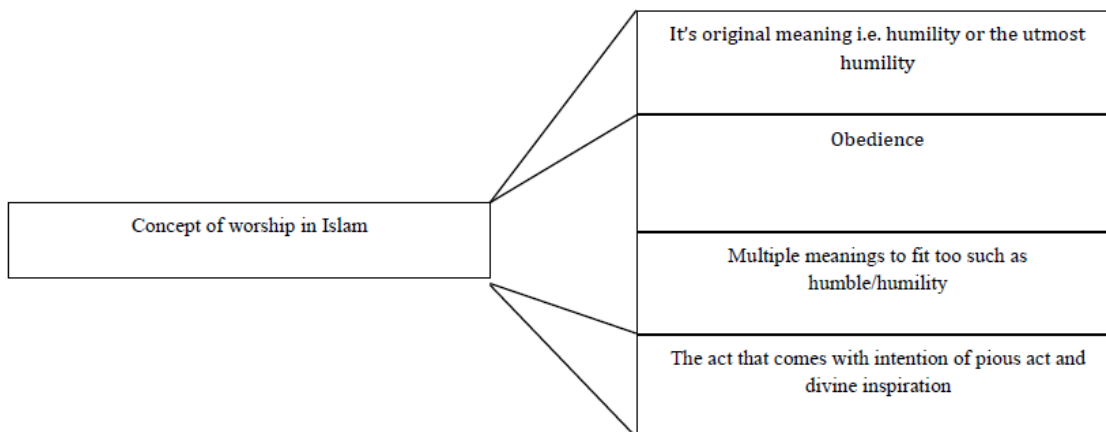 Concept of worship in Islam
It's original meaning i.e. humility or the utmost
humility
Obedience
Multiple meanings to fit too such as
humble/humility
The act that comes with intention of pious act and
divine inspiration